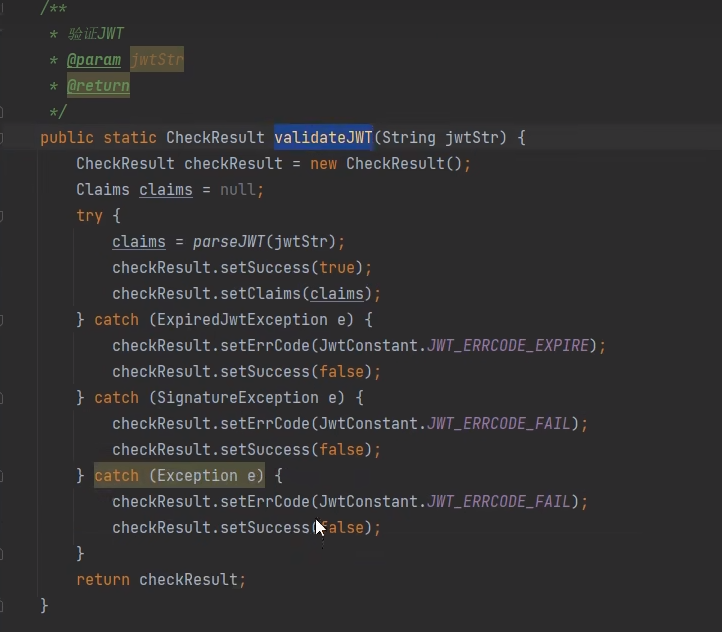 /**
 * 验证JWT
 * @param jwtStr
 * @return
 */
public static CheckResult validateJWT(String jwtStr) {
    CheckResult checkResult = new CheckResult();
    Claims claims = null;
    try {
        claims = parseJWT(jwtStr);
        checkResult.setSuccess(true);
        checkResult.setClaims(claims);
    } catch (ExpiredJwtException e) {
        checkResult.setErrCode(JwtConstant.JWT_ERRCODE_EXPIRE);
        checkResult.setSuccess(false);
    } catch (SignatureException e) {
        checkResult.setErrCode(JwtConstant.JWT_ERRCODE_FAIL);
        checkResult.setSuccess(false);
    } catch (Exception e) {
        checkResult.setErrCode(JwtConstant.JWT_ERRCODE_FAIL);
        checkResult.setSuccess(false);
    }
    return checkResult;
}